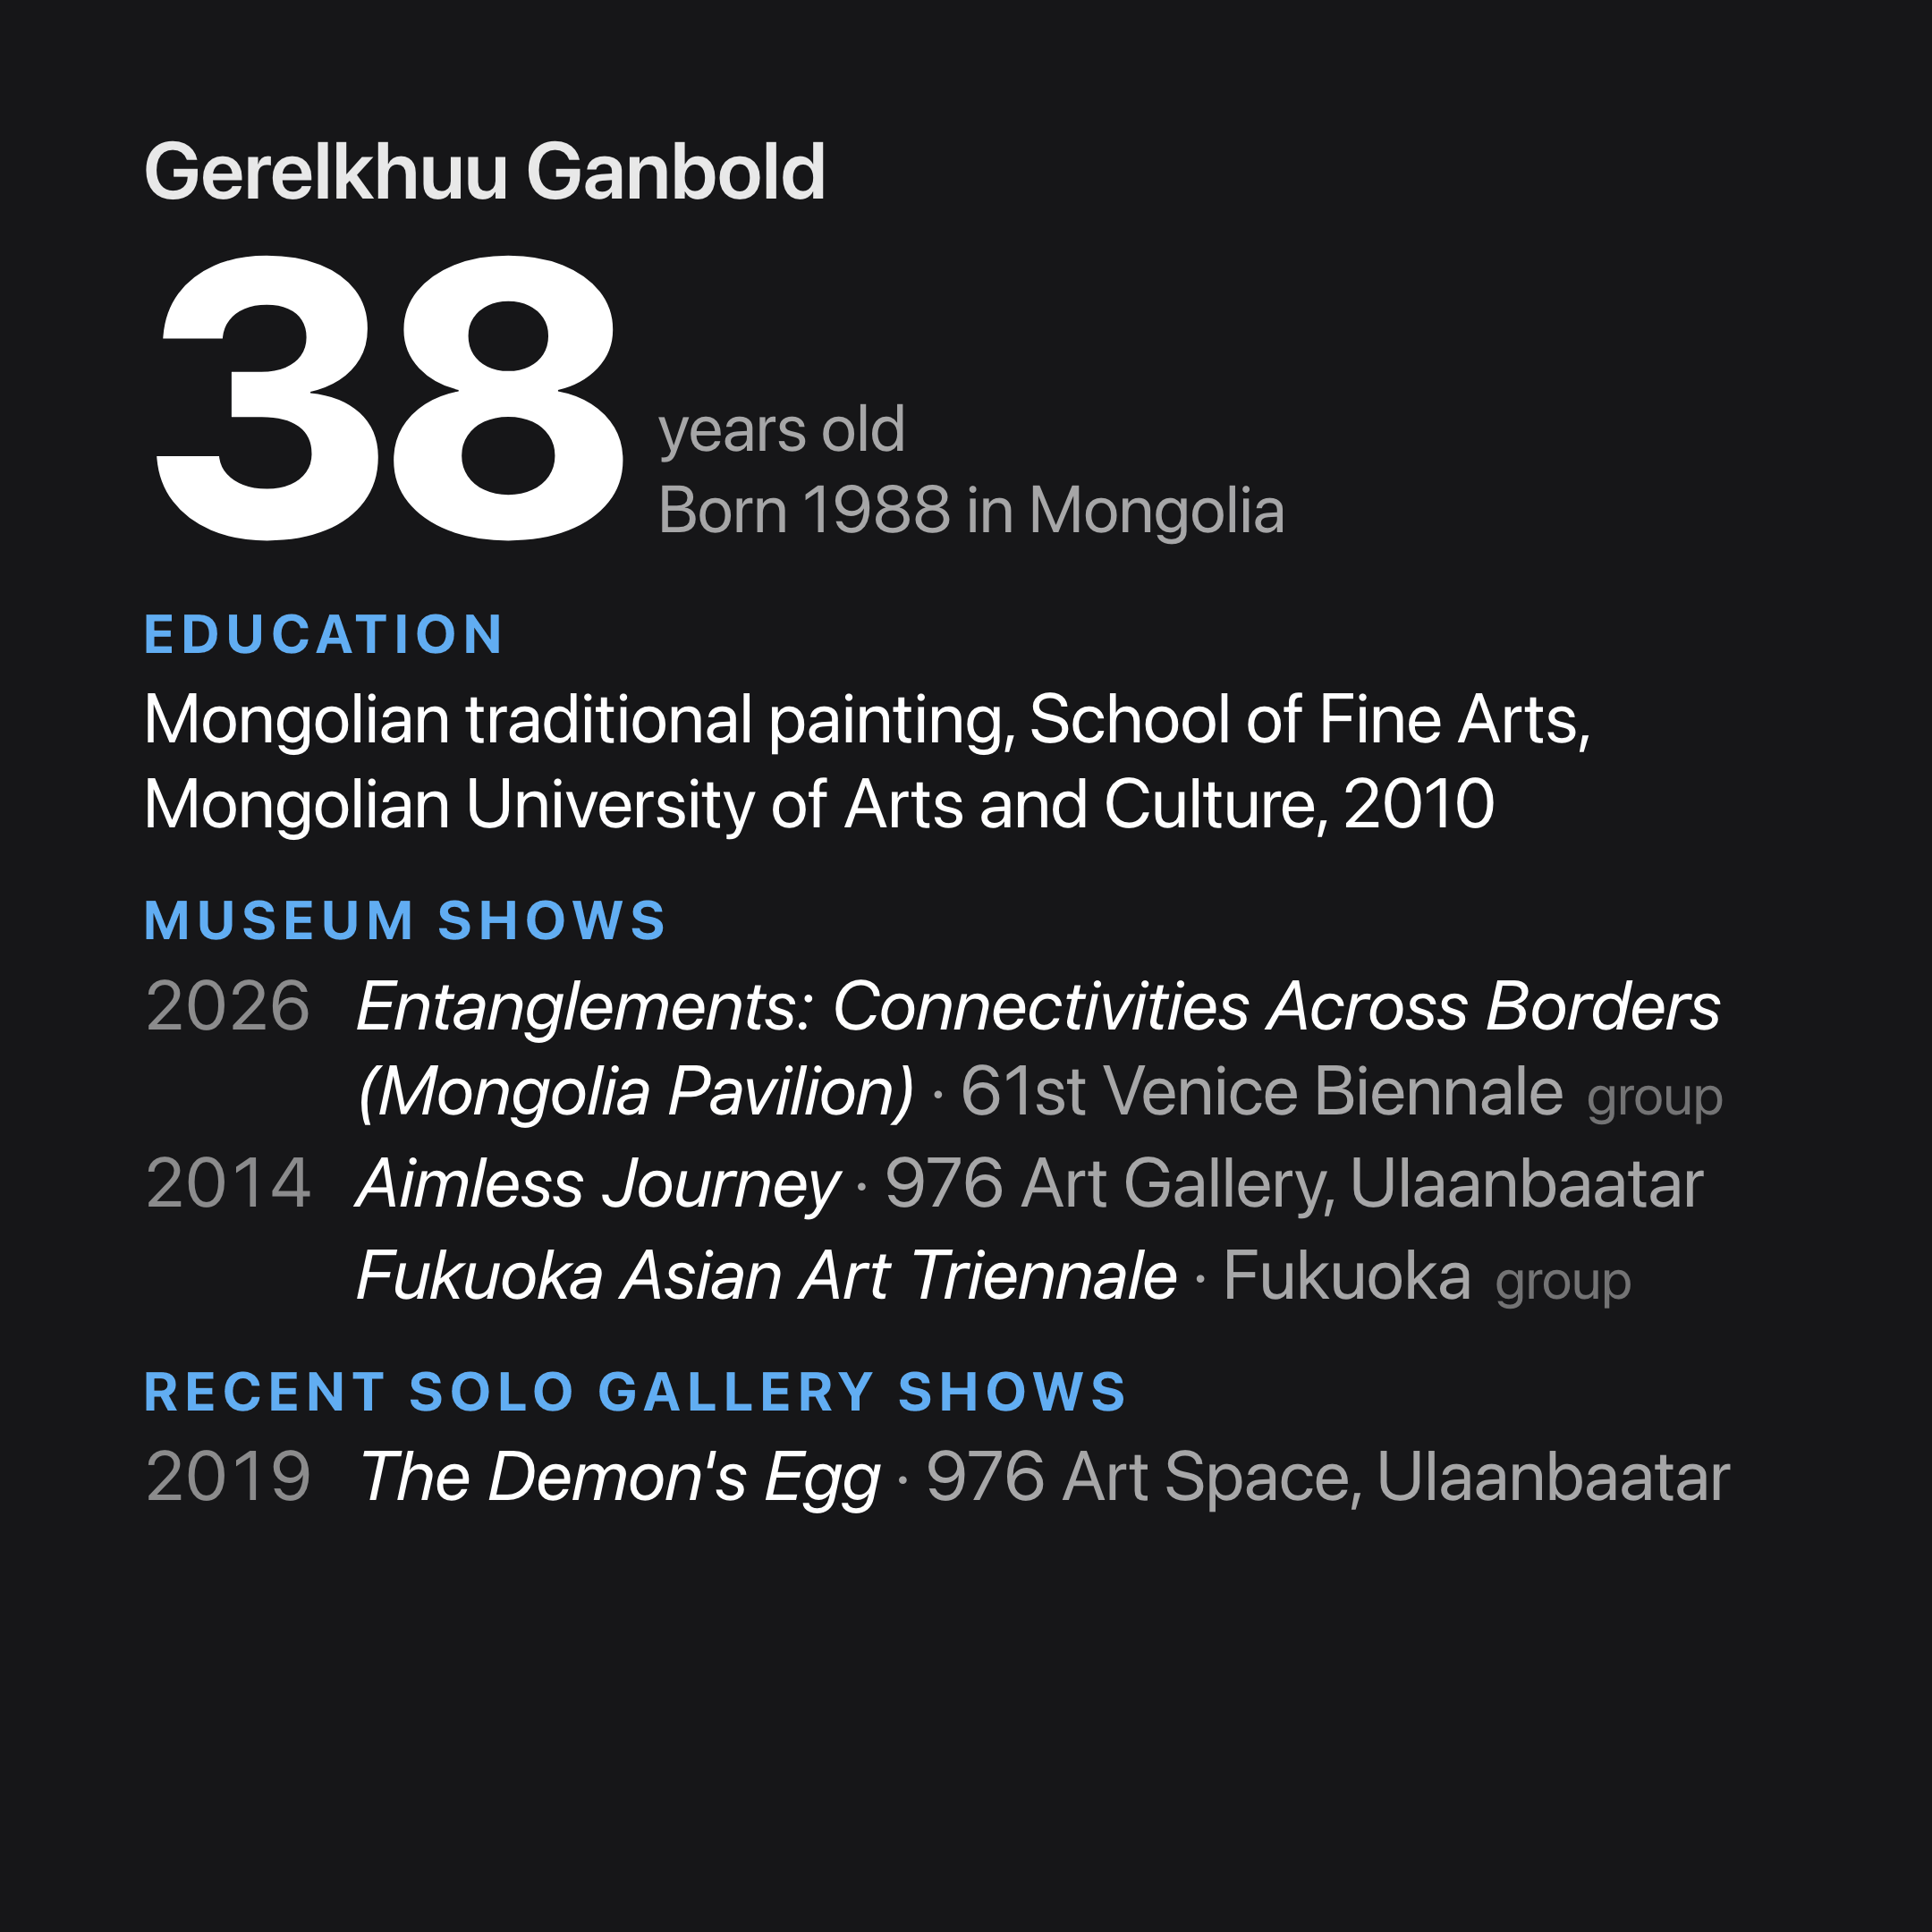 Gerelkhuu Ganbold
38
years old
Born 1988 in Mongolia
EDUCATION
Mongolian traditional painting, School of Fine Arts,
Mongolian University of Arts and Culture, 2010
MUSEUM SHOWS
2026 Entanglements: Connectivities Across Borders
(Mongolia Pavilion) · 61st Venice Biennale group
2014 Aimless Journey · 976 Art Gallery, Ulaanbaatar
Fukuoka Asian Art Triennale · Fukuoka group
RECENT SOLO GALLERY SHOWS
2019 The Demon's Egg · 976 Art Space, Ulaanbaatar